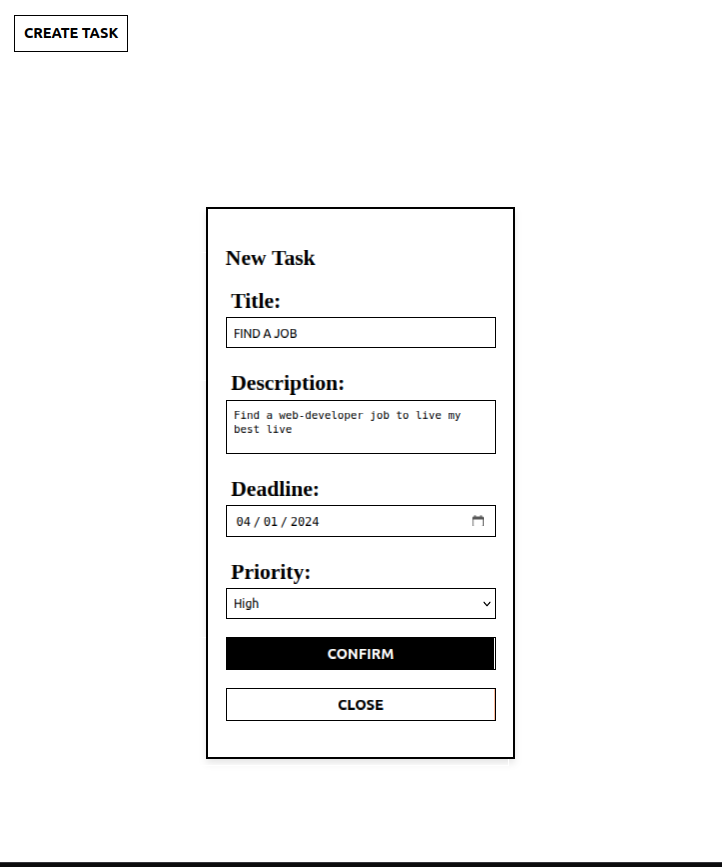 CREATE TASK
New Task
Title:
FIND A JOB
Description:
Find a web-developer job to live my
best live
Deadline:
04 / 01 / 2024
Priority:
High
CONFIRM
CLOSE